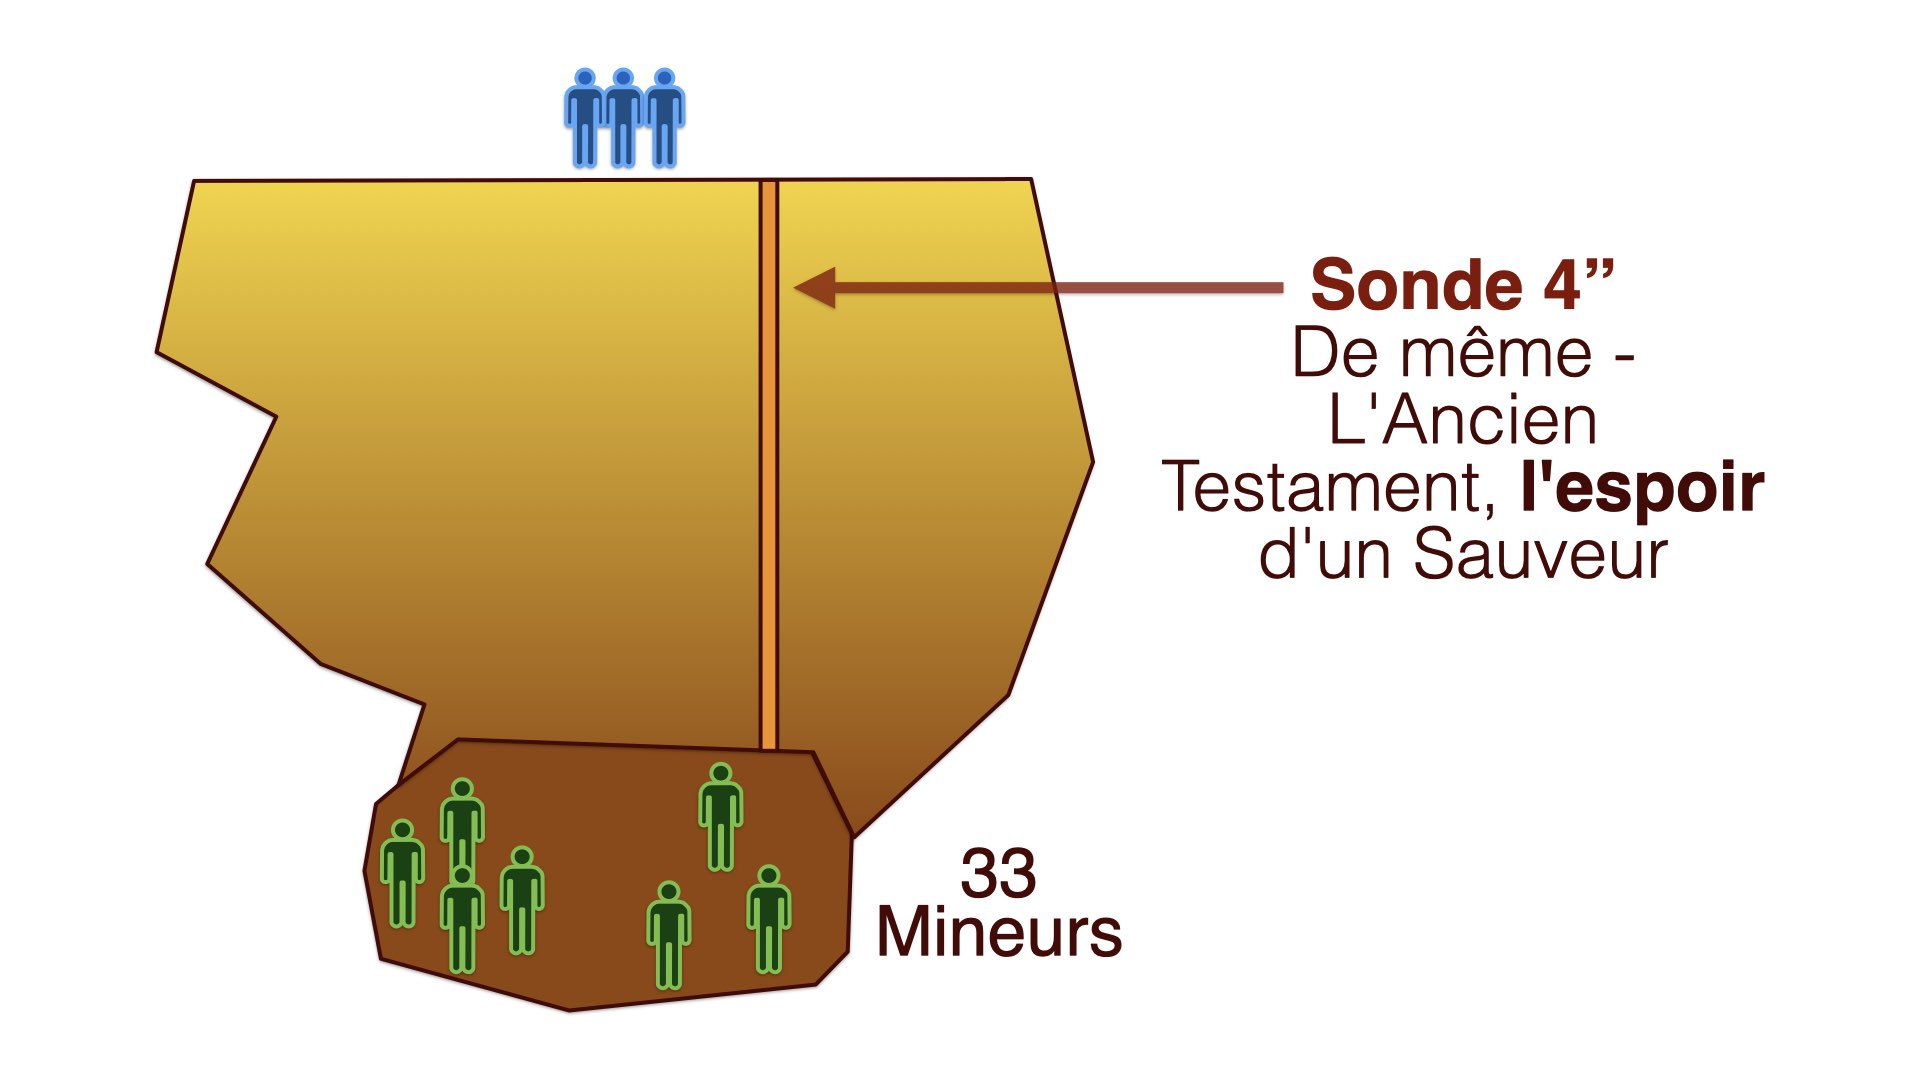 Sonde 4”
De même -
L'Ancien
Testament, l'espoir
d'un Sauveur
33
Mineurs